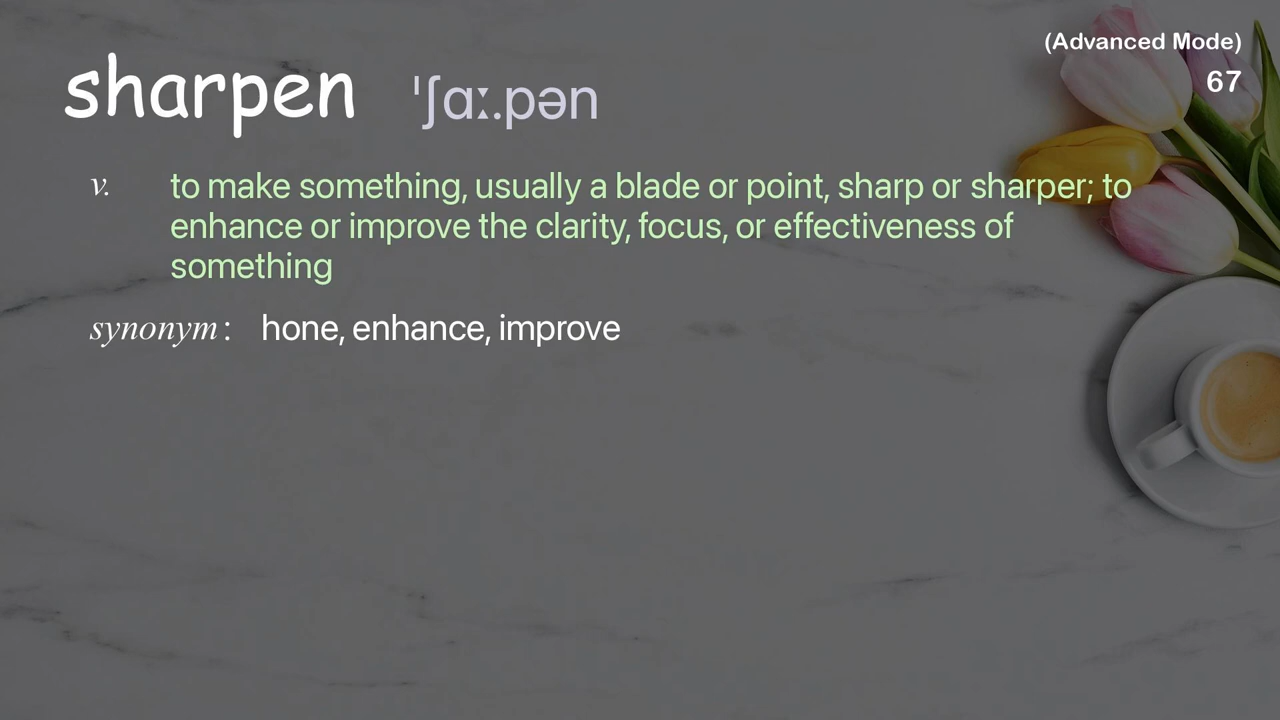 (Advanced Mode)
sharpen ˈʃɑː.pən
67
v. to make something, usually a blade or point, sharp or sharper; to
enhance or improve the clarity, focus, or effectiveness of
something
synonym : hone, enhance, improve